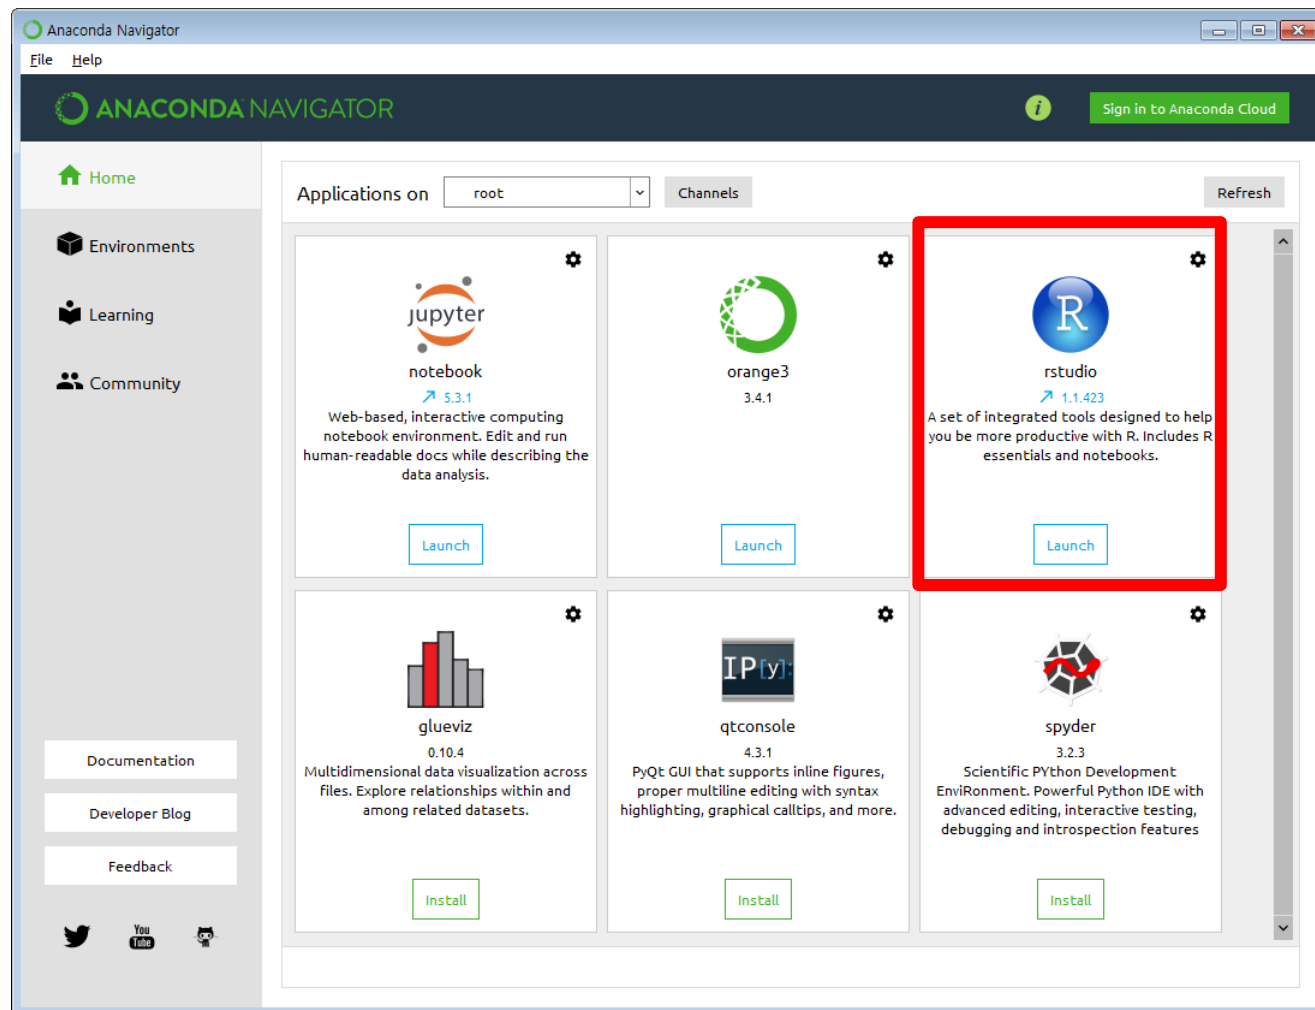 Anaconda Navigator
File Help
ANACONDA NAVIGATOR
i
Sign in to Anaconda Cloud
Home
Environments
Learning
Community
Documentation
Developer Blog
Feedback
You
Tube
Applications on root Channels Refresh
jupyter
notebook
5.3.1
Web-based, interactive computing
notebook environment. Edit and run
human-readable docs while describing the
data analysis.
Launch
orange3
3.4.1
Launch
R
rstudio
1.1.423
A set of integrated tools designed to help
you be more productive with R. Includes R
essentials and notebooks.
Launch
glueviz
0.10.4
Multidimensional data visualization across
files. Explore relationships within and
among related datasets.
Install
IP[y]:
qtconsole
4.3.1
PyQt GUI that supports inline figures,
proper multiline editing with syntax
highlighting, graphical calltips, and more.
Install
spyder
3.2.3
Scientific PYthon Development
EnviRonment. Powerful Python IDE with
advanced editing, interactive testing,
debugging and introspection features
Install